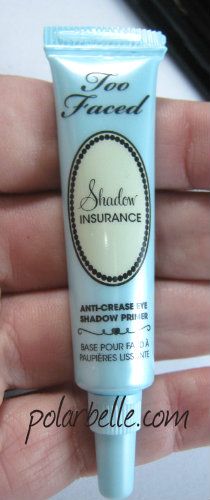 Too
Faced
Shadow
INSURANCE
ANTI-CREASE EYE
SHADOW PRIMER
BASE POUR FARD À
PAUPIÈRES LISSANTE
polarbelle.com